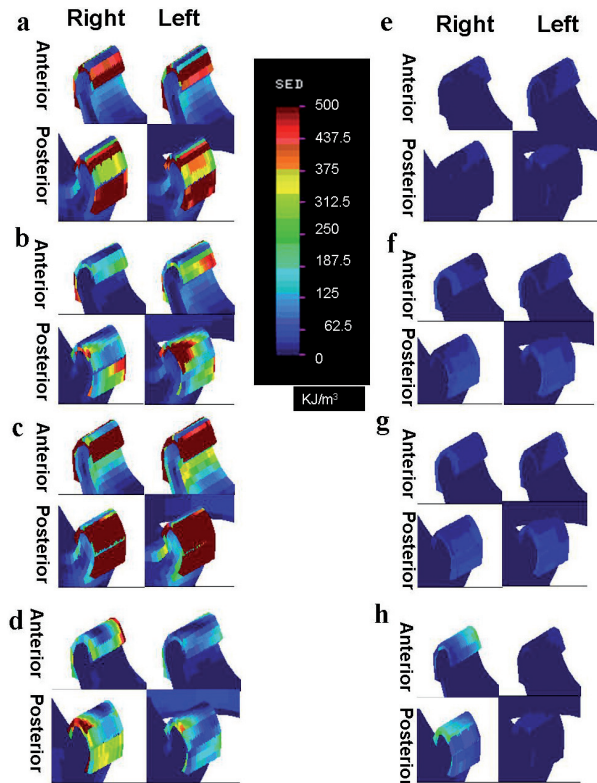 a
Right Left
Anterior
Posterior
b
Anterior
Posterior
c
Anterior
Posterior
d
Anterior
Posterior
SED
500
437.5
375
312.5
250
187.5
125
62.5
0
KJ/m³
Right Left
e
Anterior
Posterior
f
Anterior
Posterior
g
Anterior
Posterior
h
Anterior
Posterior